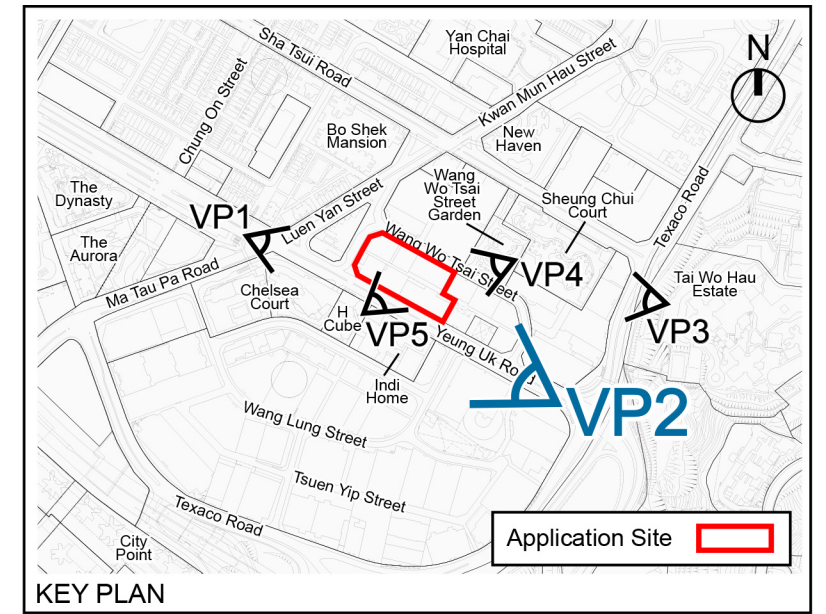 Yan Chai
Hospital
N
Sha Tsui Road
Kwan Mun Hau Street
Chung On Street
Bo Shek
Mansion
New
Haven
The
Dynasty
Wang
Wo Tsai
Street
Garden
Sheung Chui
Court
Texaco Road
VP1
Luen Yan Street
The
Aurora
Wang Wo Tsai Street
VP4
Tai Wo Hau
Estate
Ma Tau Pa Road
Chelsea
Court
H
Cube
VP5
VP3
Yeung Uk Road
Indi
Home
VP2
Wang Lung Street
Tsuen Yip Street
Texaco Road
City
Point
Application Site
KEY PLAN